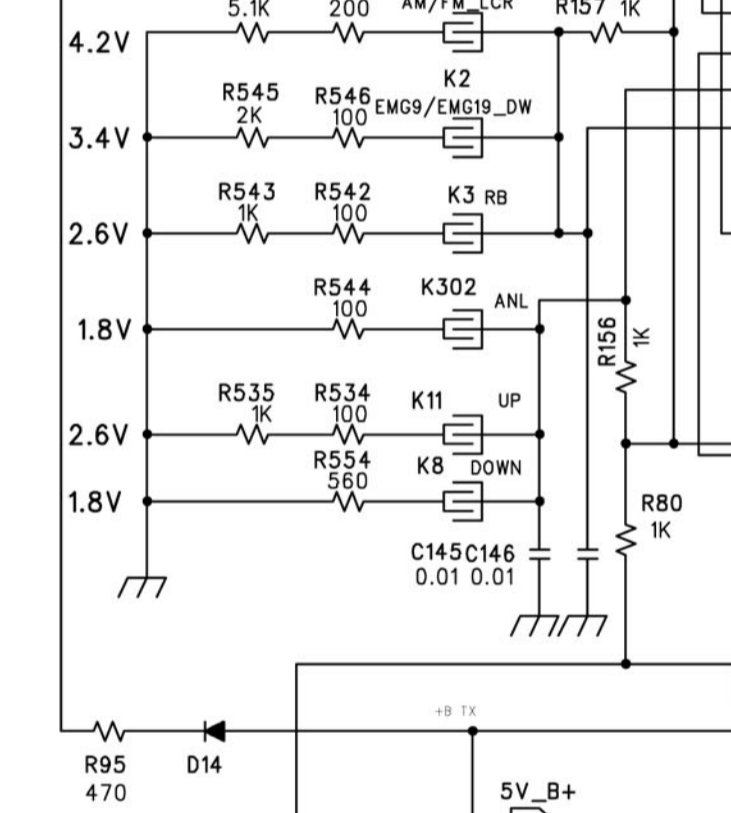 5.1K 200 AM/FM_LCR R157 1K
4.2V
K2
R545 R546 EMG9/EMG19_DW
2K 100
3.4V
R543 R542 K3 RB
1K 100
2.6V
R544 K302 ANL
100
1.8V
R156 1K
R535 R534 K11 UP
1K 100
2.6V
R554 K8 DOWN
560
1.8V
R80
1K
C145 C146
0.01 0.01
+B TX
R95 D14
470
5V_B+